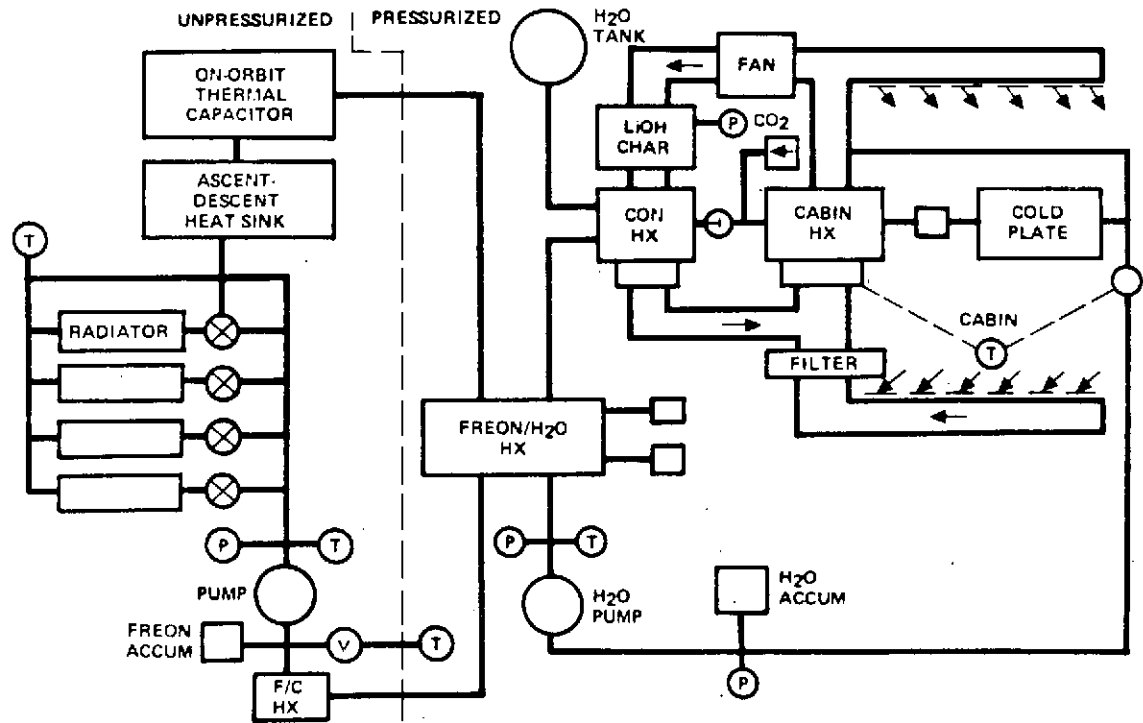 UNPRESSURIZED
PRESSURIZED
H2O
TANK
ON-ORBIT
THERMAL
CAPACITOR
FAN
LiOH
CHAR
P
CO2
ASCENT-
DESCENT
HEAT SINK
CON
HX
T
CABIN
HX
COLD
PLATE
T
RADIATOR
CABIN
T
FILTER
FREON/H2O
HX
P
T
P
T
PUMP
H2O
PUMP
H2O
ACCUM
FREON
ACCUM
V
T
F/C
HX
P